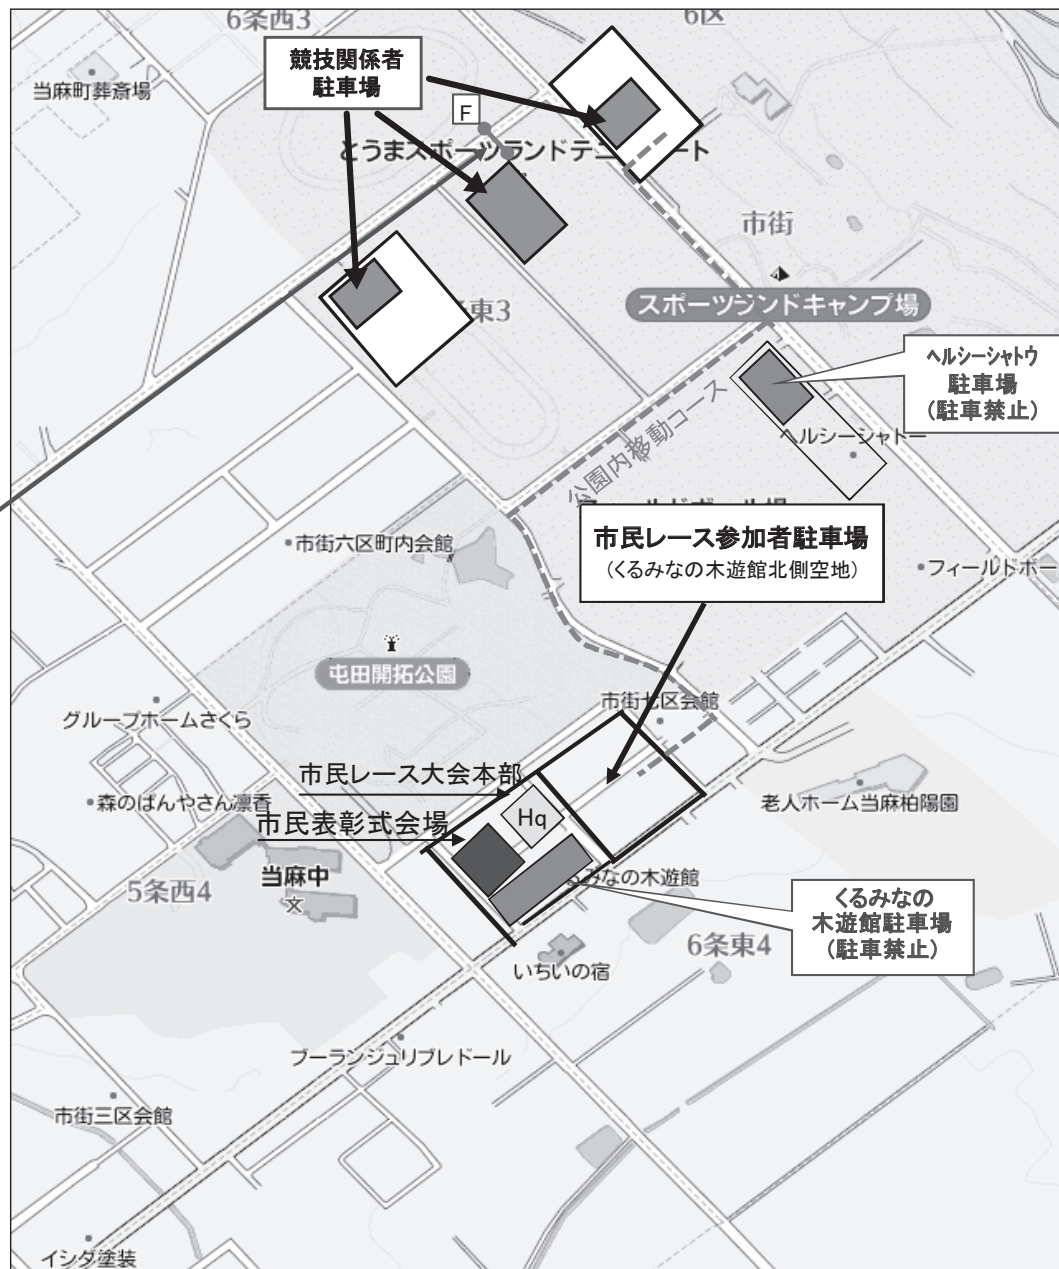 6条西3
6区
競技関係者
駐車場
当麻町葬斎場
F
とうまスポーツランドテニ
ート
市街
東3
スポーツ
ンドキャンプ場
ヘルシーシャトウ
駐車場
(駐車禁止)
ヘルシーシャトー
公園内移動コース
市民レース参加者駐車場
(くるみなの木遊館北側空地)
市街六区町内会館
フィールドボー
屯田開拓公園
市街七区会館
グループホームさくら
市民レース大会本部
森のぱんやさん凛香
老人ホーム当麻柏陽園
Hq
市民表彰式会場
当麻中
文
るみなの木遊館
5条西4
くるみなの
木遊館駐車場
(駐車禁止)
6条東4
いちいの宿
ブーランジュリブレドール
市街三区会館
イシダ塗装